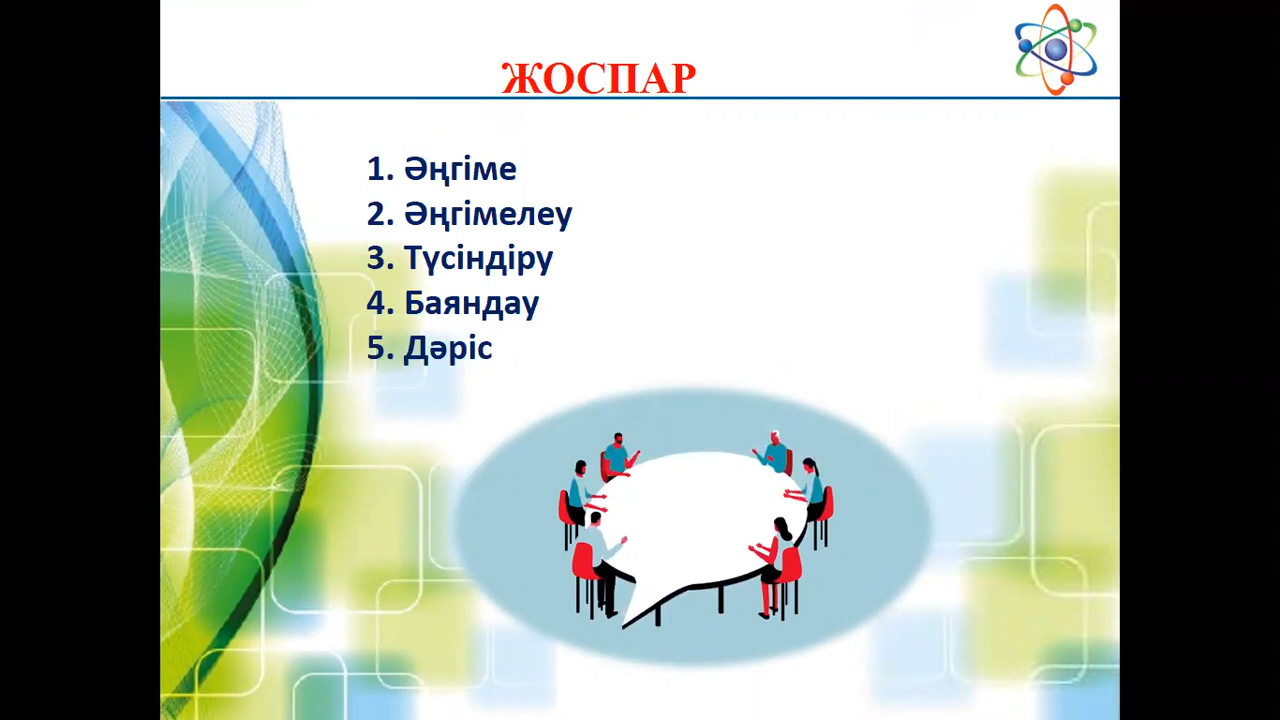 ЖОСПАР
1. Әңгіме
2. Әңгімелеу
3. Түсіндіру
4. Баяндау
5. Дәріс